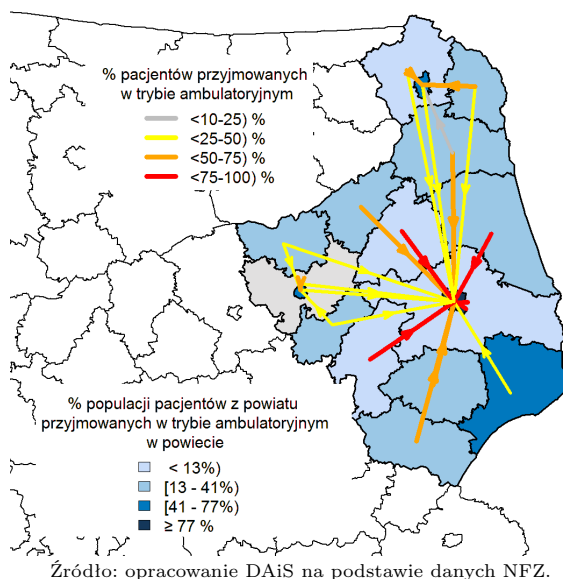 % pacjentów przyjmowanych
w trybie ambulatoryjnym
<10-25) %
<25-50) %
<50-75) %
<75-100) %
% populacji pacjentów z powiatu
przyjmowanych w trybie ambulatoryjnym
w powiecie
< 13%)
[13 - 41%)
[41 - 77%)
≥ 77 %
Źródło: opracowanie DAiS na podstawie danych NFZ.